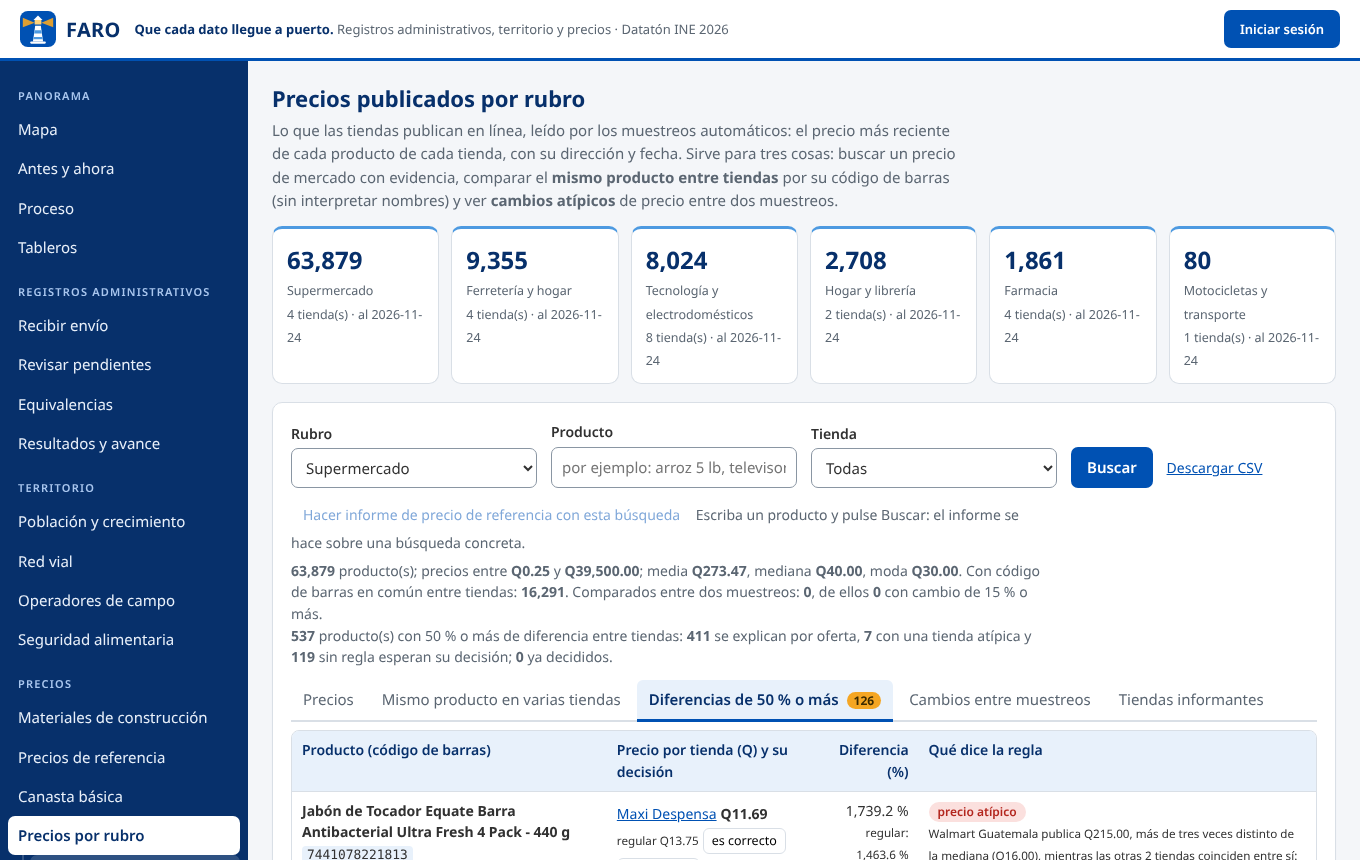 FARO Que cada dato llegue a puerto. Registros administrativos, territorio y precios · Datatón INE 2026
Iniciar sesión
PANORAMA
Mapa
Antes y ahora
Proceso
Tableros
REGISTROS ADMINISTRATIVOS
Recibir envío
Revisar pendientes
Equivalencias
Resultados y avance
TERRITORIO
Población y crecimiento
Red vial
Operadores de campo
Seguridad alimentaria
PRECIOS
Materiales de construcción
Precios de referencia
Canasta básica
Precios por rubro
Precios publicados por rubro
Lo que las tiendas publican en línea, leído por los muestreos automáticos: el precio más reciente
de cada producto de cada tienda, con su dirección y fecha. Sirve para tres cosas: buscar un precio
de mercado con evidencia, comparar el mismo producto entre tiendas por su código de barras
(sin interpretar nombres) y ver cambios atípicos de precio entre dos muestreos.
63,879
Supermercado
4 tienda(s) · al 2026-11-
24
9,355
Ferretería y hogar
4 tienda(s) · al 2026-11-
24
8,024
Tecnología y
electrodomésticos
8 tienda(s) · al 2026-11-
24
2,708
Hogar y librería
2 tienda(s) · al 2026-11-
24
1,861
Farmacia
4 tienda(s) · al 2026-11-
24
80
Motocicletas y
transporte
1 tienda(s) · al 2026-11-
24
Rubro
Supermercado
Producto
por ejemplo: arroz 5 lb, televisor
Tienda
Todas
Buscar
Descargar CSV
Hacer informe de precio de referencia con esta búsqueda Escriba un producto y pulse Buscar: el informe se
hace sobre una búsqueda concreta.
63,879 producto(s); precios entre Q0.25 y Q39,500.00; media Q273.47, mediana Q40.00, moda Q30.00. Con código
de barras en común entre tiendas: 16,291. Comparados entre dos muestreos: 0, de ellos 0 con cambio de 15 % o
más.
537 producto(s) con 50 % o más de diferencia entre tiendas: 411 se explican por oferta, 7 con una tienda atípica y
119 sin regla esperan su decisión; 0 ya decididos.
Precios
Mismo producto en varias tiendas
Diferencias de 50 % o más 126
Cambios entre muestreos
Tiendas informantes
Producto (código de barras)
Precio por tienda (Q) y su
decisión
Diferencia
(%)
Qué dice la regla
Jabón de Tocador Equate Barra
Antibacterial Ultra Fresh 4 Pack - 440 g
7441078221813
Maxi Despensa Q11.69
regular Q13.75 es correcto
1,739.2 %
regular:
1,463.6 %
precio atípico
Walmart Guatemala publica Q215.00, más de tres veces distinto de
la mediana (Q16.00), mientras las otras 2 tiendas coinciden entre sí: